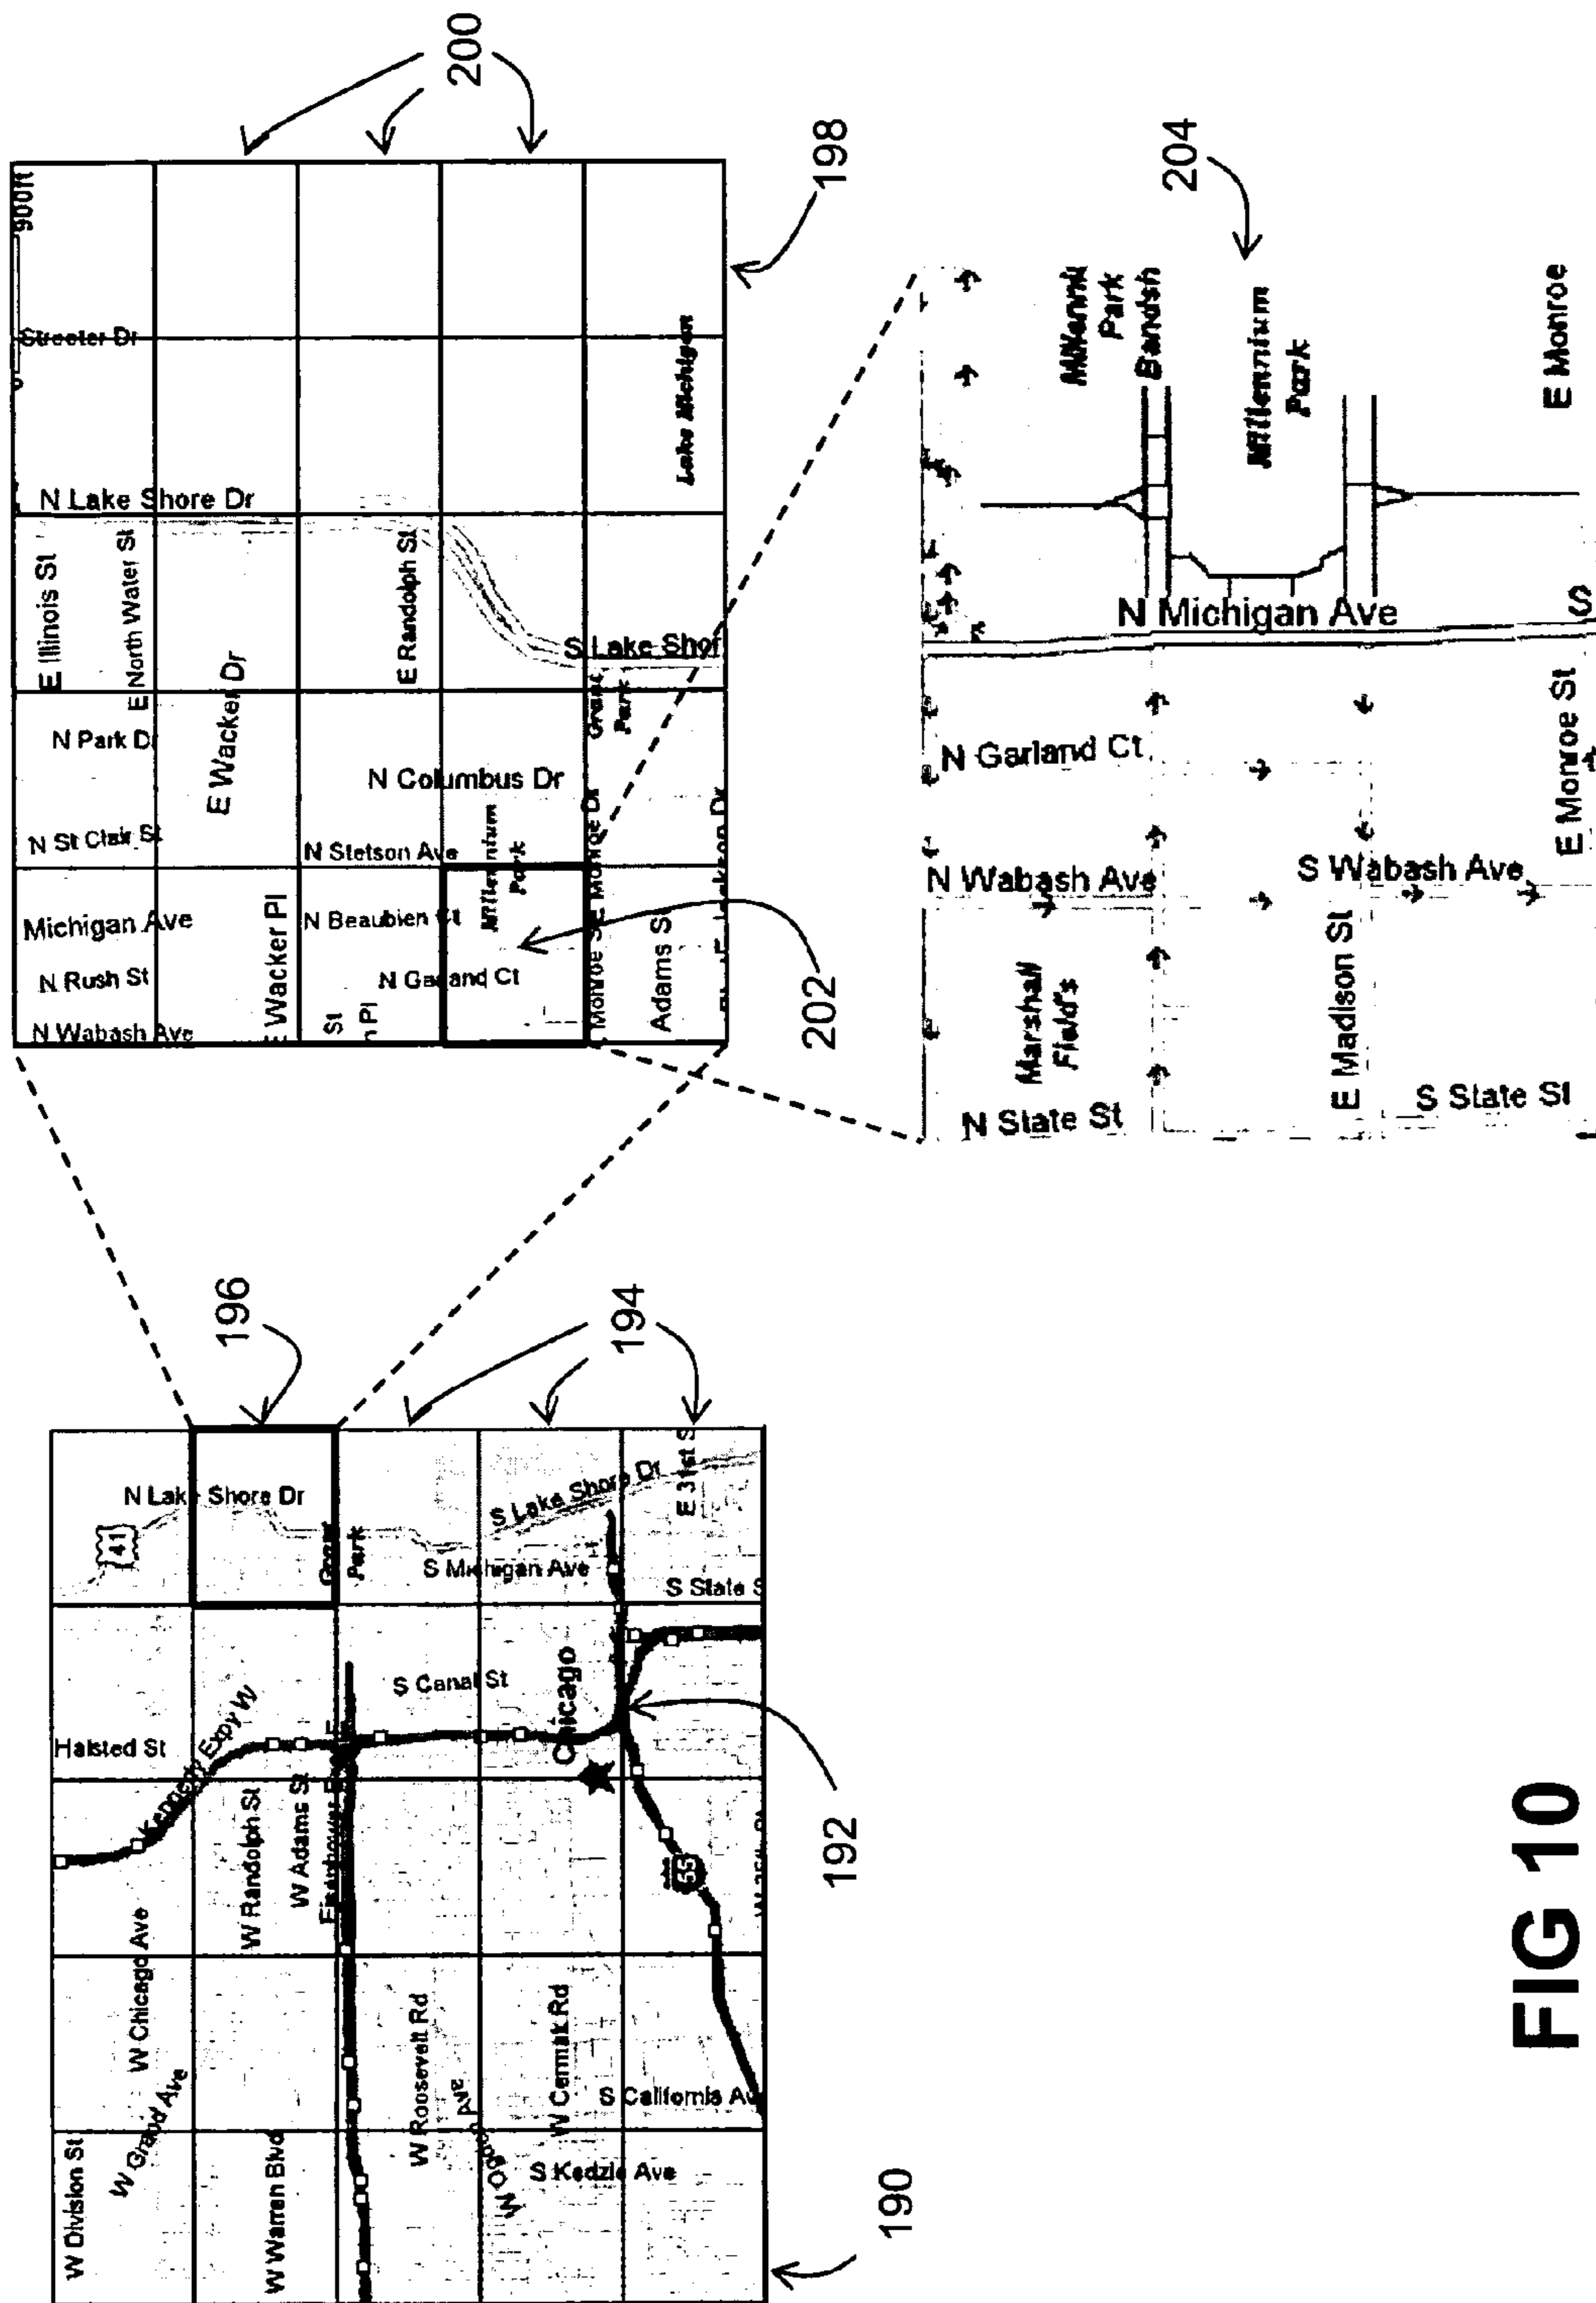 W Division St
W Grand Ave
W Chicago Ave
Halsted St
Kennedy Expy W
41
N Lake Shore Dr
W Warren Blvd
W Randolph St
W Adams St
Grant
Park
W Roosevelt Rd
S Canal St
S Michigan Ave
W Cermak Rd
Chicago
S Lake Shore Dr
S Kedzie Ave
S California Av
55
S State S
E 31st S
190
192
194
196
900ft
Streeter Dr
N Lake Shore Dr
E Illinois St
E North Water St
N Park D
N St Clair St
Michigan Ave
N Rush St
N Wabash Ave
E Wacker Dr
E Wacker Pl
E Randolph St
N Columbus Dr
N Stetson Ave
N Beaubien Ct
N Garland Ct
St
n Pl
Millennium
Park
S Lake Shor
Grant
Park
Lake Michigan
Monroe St
E Monroe Dr
Adams S
198
200
202
Millenni
Park
Bandsh
Millennium
Park
N Michigan Ave
N Garland Ct
N Wabash Ave
S Wabash Ave
Marshall
Field's
N State St
E Madison St
S State St
E Monroe St
E Monroe
S
204
FIG 10